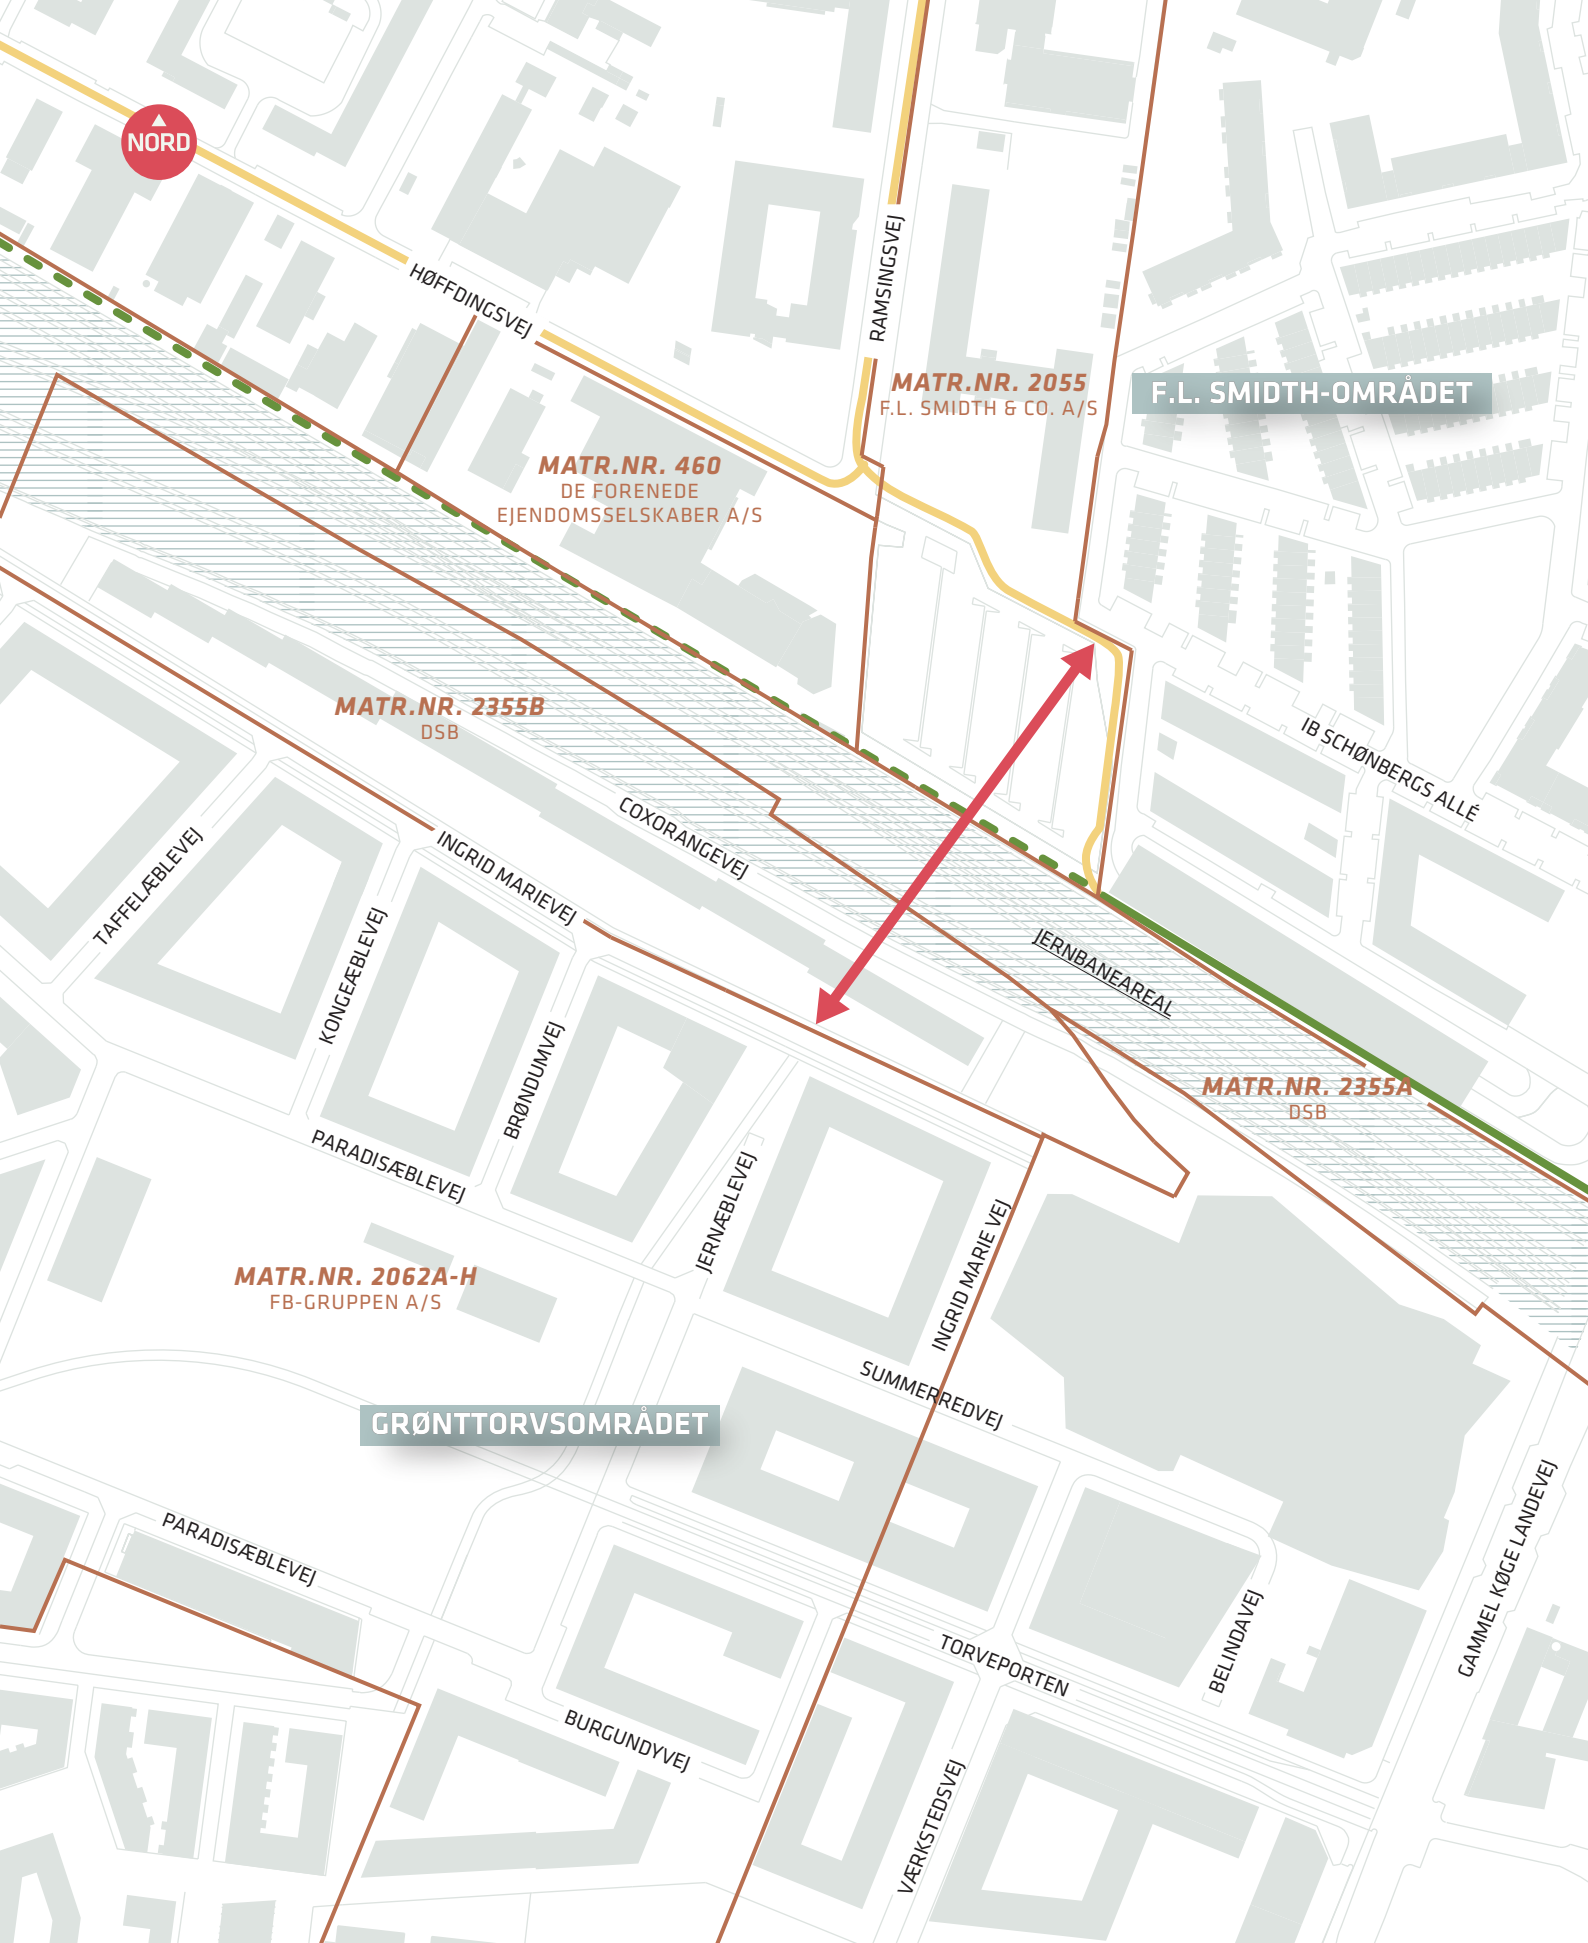 NORD
HØFFDINGSVEJ
RAMSINGSVEJ
MATR.NR. 2055
F.L. SMIDTH & CO. A/S
F.L. SMIDTH-OMRÅDET
MATR.NR. 460
DE FORENEDE
EJENDOMSSELSKABER A/S
MATR.NR. 2355B
DSB
IB SCHØNBERGS ALLÉ
COXORANGEVEJ
TAFFELÆBLEVEJ
INGRID MARIEVEJ
KONGEÆBLEVEJ
JERNBANEAREAL
BRØNDUMVEJ
MATR.NR. 2355A
DSB
PARADISÆBLEVEJ
JERNÆBLEVEJ
INGRID MARIE VEJ
MATR.NR. 2062A-H
FB-GRUPPEN A/S
SUMMERREDVEJ
GRØNTTORVSOMRÅDET
GAMMEL KØGE LANDEVEJ
PARADISÆBLEVEJ
BELINDAVEJ
TORVEPORTEN
BURGUNDYVEJ
VÆRKSTEDSVEJ